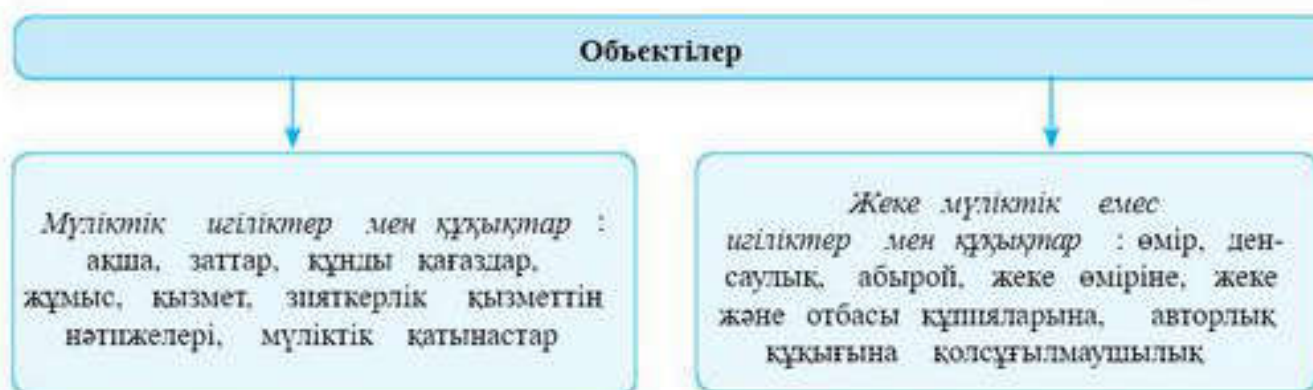 Объектілер
Мүліктік игіліктер мен құқықтар :
ақша, заттар, құнды қағаздар,
жұмыс, қызмет, зияткерлік қызметтің
нәтижелері, мүліктік қатынастар
Жеке мүліктік емес
игіліктер мен құқықтар : өмір, ден-
саулық, абырой, жеке өміріне, жеке
және отбасы құпияларына, авторлық
құқығына қолсұғылмаушылық